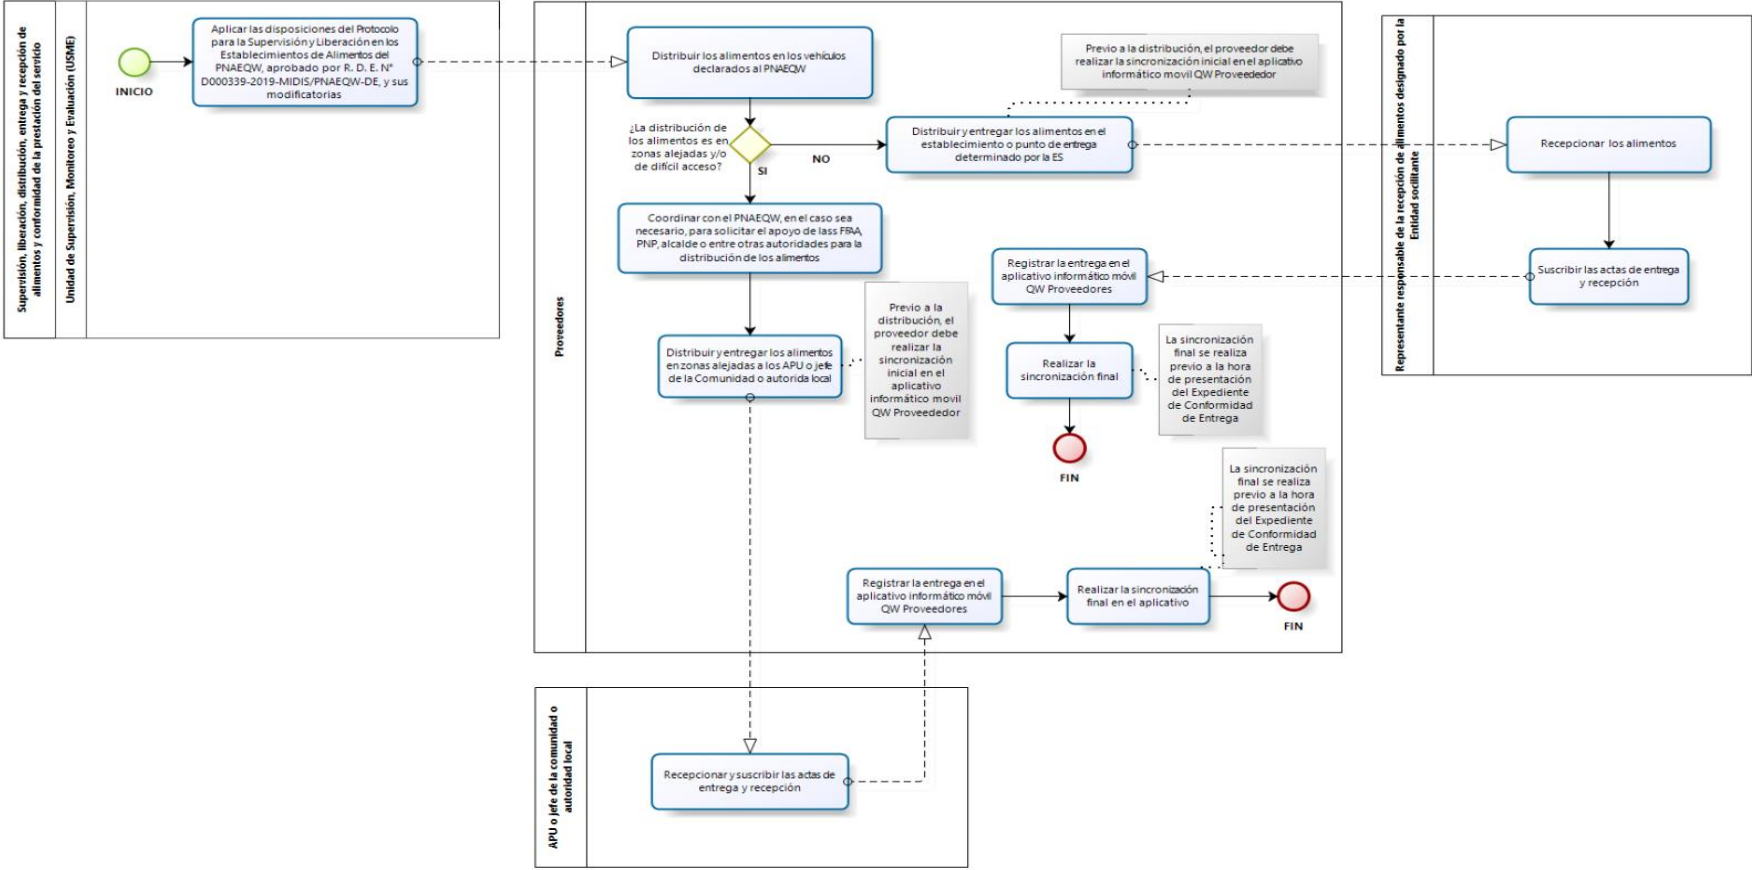 Supervisión, liberación, distribución, entrega y recepción de
alimentos y conformidad de la prestación del servicio
Unidad de Supervisión, Monitoreo y Evaluación (USME)
INICIO
Aplicar las disposiciones del Protocolo
para la Supervisión y Liberación en los
Establecimientos de Alimentos del
PNAEQW, aprobado por R. D. E. N°
D000339-2019-MIDIS/PNAEQW-DE, y sus
modificatorias
Proveedores
Distribuir los alimentos en los vehículos
declarados al PNAEQW
¿La distribución de
los alimentos es en
zonas alejadas y/o
de difícil acceso?
NO
SI
Previo a la distribución, el proveedor debe
realizar la sincronización inicial en el aplicativo
informático movil QW Proveededor
Distribuir y entregar los alimentos en el
establecimiento o punto de entrega
determinado por la ES
Coordinar con el PNAEQW, en el caso sea
necesario, para solicitar el apoyo de lass FFAA,
PNP, alcalde o entre otras autoridades para la
distribución de los alimentos
Distribuir y entregar los alimentos
en zonas alejadas a los APU o jefe
de la Comunidad o autorida local
Previo a la
distribución, el
proveedor debe
realizar la
sincronización
inicial en el
aplicativo
informático movil
QW Proveededor
Registrar la entrega en el
aplicativo informático móvil
QW Proveedores
Realizar la
sincronización final
La sincronización
final se realiza
previo a la hora
de presentación
del Expediente
de Conformidad
de Entrega
FIN
La sincronización
final se realiza
previo a la hora
de presentación
del Expediente
de Conformidad
de Entrega
Registrar la entrega en el
aplicativo informático móvil
QW Proveedores
Realizar la sincronización
final en el aplicativo
FIN
Representante responsable de la recepción de alimentos designado por la
Entidad socilitante
Recepcionar los alimentos
Suscribir las actas de entrega
y recepción
APU o jefe de la comunidad o
autoridad local
Recepcionar y suscribir las actas de
entrega y recepción